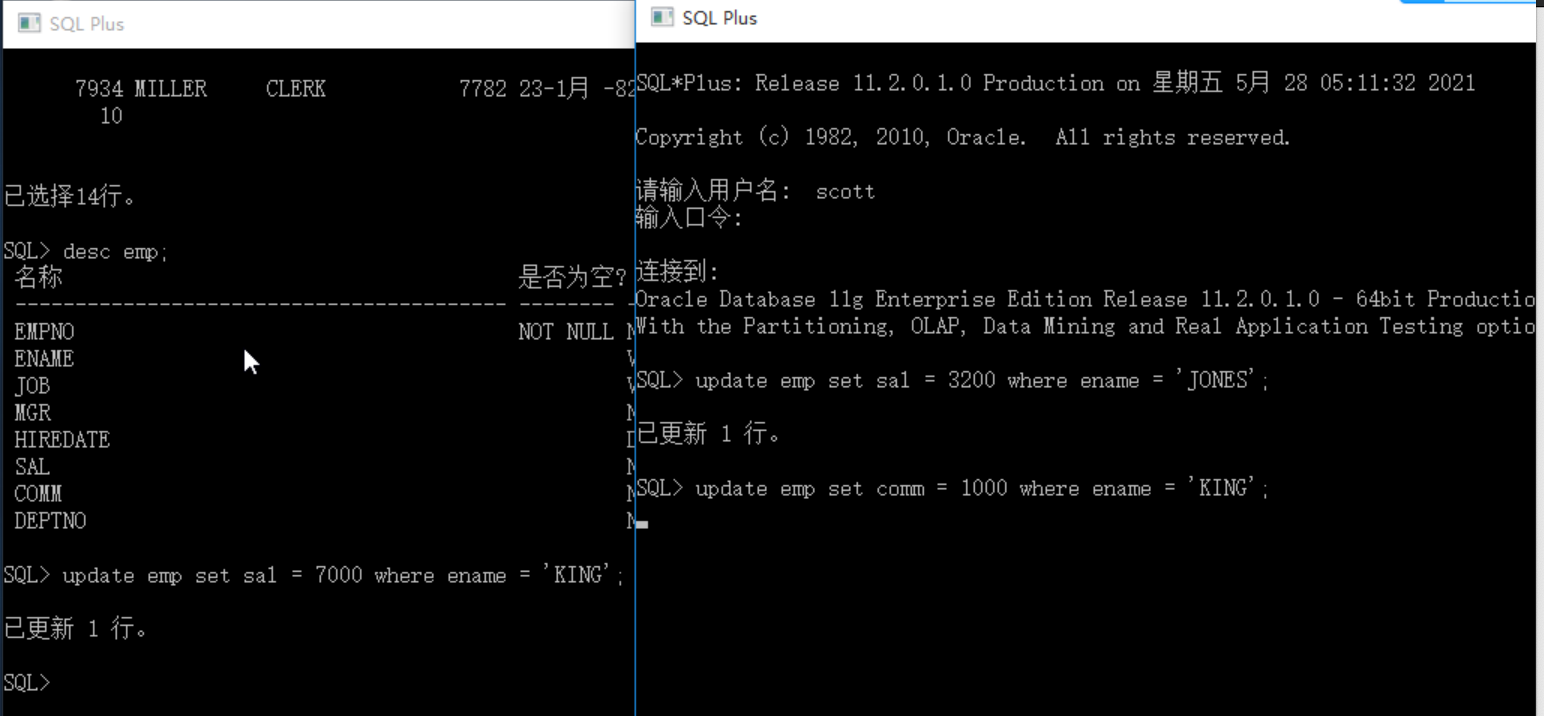 SQL Plus
7934 MILLER CLERK 7782 23-1月 -82
10
已选择14行。
SQL> desc emp;
名称 是否为空?
----------------------------------------- -------- -
EMPNO NOT NULL N
ENAME V
JOB V
MGR N
HIREDATE D
SAL N
COMM N
DEPTNO N
SQL> update emp set sal = 7000 where ename = 'KING';
已更新 1 行。
SQL>
SQL Plus
SQL*Plus: Release 11.2.0.1.0 Production on 星期五 5月 28 05:11:32 2021
Copyright (c) 1982, 2010, Oracle.  All rights reserved.
请输入用户名:  scott
输入口令:
连接到:
Oracle Database 11g Enterprise Edition Release 11.2.0.1.0 - 64bit Productio
With the Partitioning, OLAP, Data Mining and Real Application Testing optio
SQL> update emp set sal = 3200 where ename = 'JONES';
已更新 1 行。
SQL> update emp set comm = 1000 where ename = 'KING';